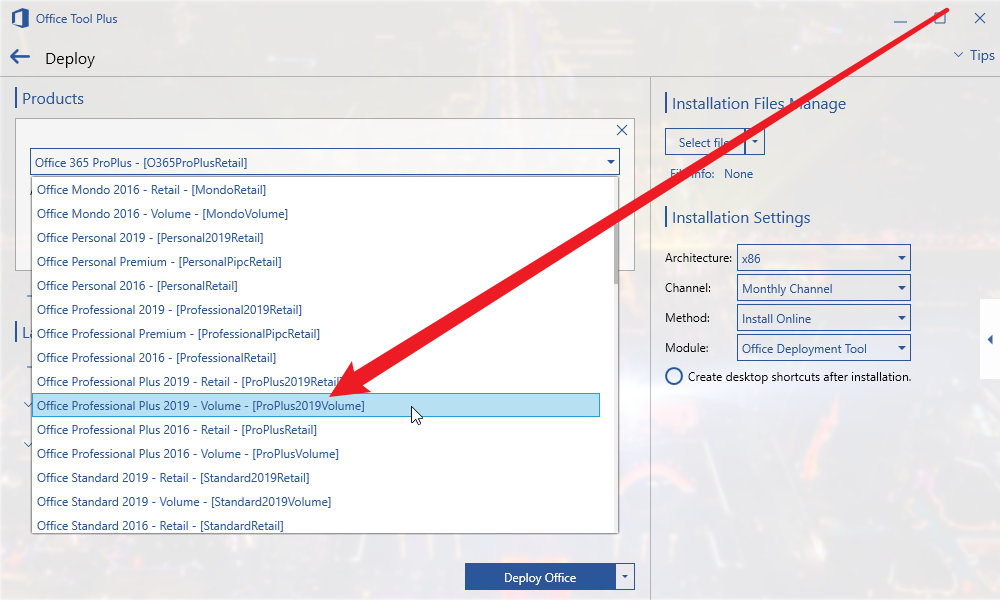 Office Tool Plus
Deploy
Tips
Products
Office 365 ProPlus - [O365ProPlusRetail]
Office Mondo 2016 - Retail - [MondoRetail]
Office Mondo 2016 - Volume - [MondoVolume]
Office Personal 2019 - [Personal2019Retail]
Office Personal Premium - [PersonalPipcRetail]
Office Personal 2016 - [PersonalRetail]
Office Professional 2019 - [Professional2019Retail]
Office Professional Premium - [ProfessionalPipcRetail]
Office Professional 2016 - [ProfessionalRetail]
Office Professional Plus 2019 - Retail - [ProPlus2019Retail]
Office Professional Plus 2019 - Volume - [ProPlus2019Volume]
Office Professional Plus 2016 - Retail - [ProPlusRetail]
Office Professional Plus 2016 - Volume - [ProPlusVolume]
Office Standard 2019 - Retail - [Standard2019Retail]
Office Standard 2019 - Volume - [Standard2019Volume]
Office Standard 2016 - Retail - [StandardRetail]
Deploy Office
Installation Files Manage
Select files
File Info: None
Installation Settings
Architecture: x86
Channel: Monthly Channel
Method: Install Online
Module: Office Deployment Tool
Create desktop shortcuts after installation.